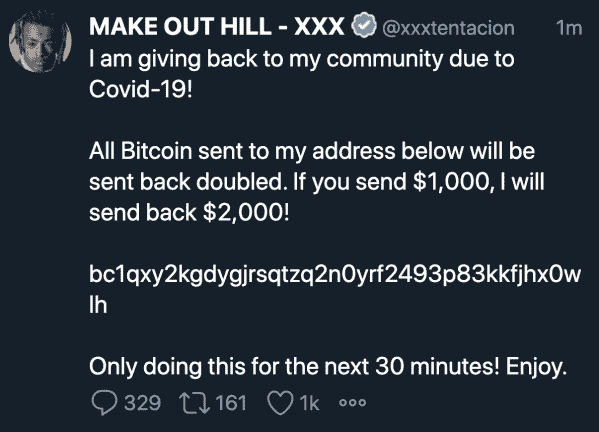 MAKE OUT HILL - XXX @xxxtentacion 1m
I am giving back to my community due to
Covid-19!
All Bitcoin sent to my address below will be
sent back doubled. If you send $1,000, I will
send back $2,000!
bc1qxy2kgdygjrsqtzq2n0yrf2493p83kkfjhx0w
lh
Only doing this for the next 30 minutes! Enjoy.
329 161 1k